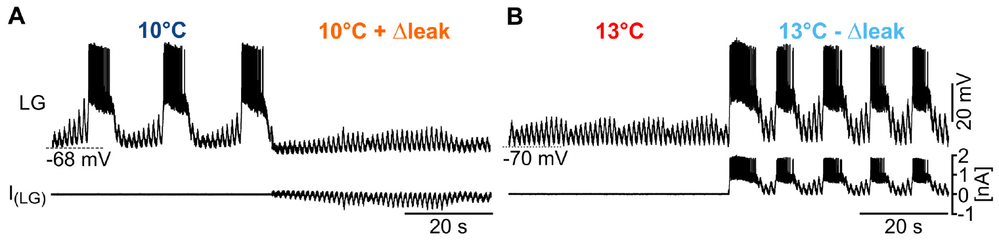 A
10°C
10°C + Δleak
LG
-68 mV
I(LG)
20 s
B
13°C
13°C - Δleak
20 mV
-70 mV
2
1
0
-1
[nA]
20 s